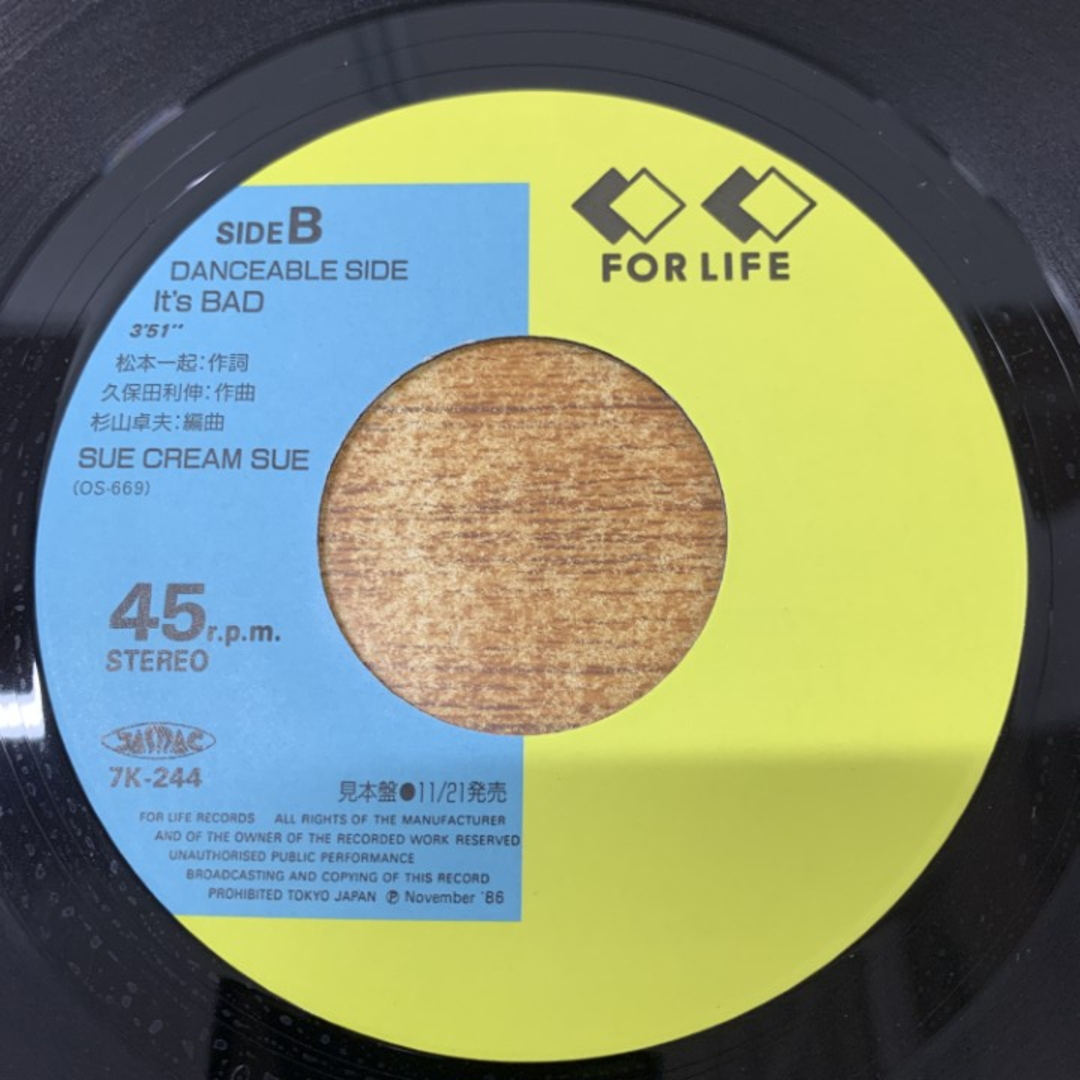 SIDE B
DANCEABLE SIDE
It's BAD
3'51''
松本一起:作詞
久保田利伸:作曲
杉山卓夫:編曲
SUE CREAM SUE
(OS-669)
45 r.p.m.
STEREO
JASRAC
7K-244
見本盤●11/21発売
FOR LIFE RECORDS ALL RIGHTS OF THE MANUFACTURER
AND OF THE OWNER OF THE RECORDED WORK RESERVED
UNAUTHORISED PUBLIC PERFORMANCE
BROADCASTING AND COPYING OF THIS RECORD
PROHIBITED TOKYO JAPAN ℗ November '86
FOR LIFE